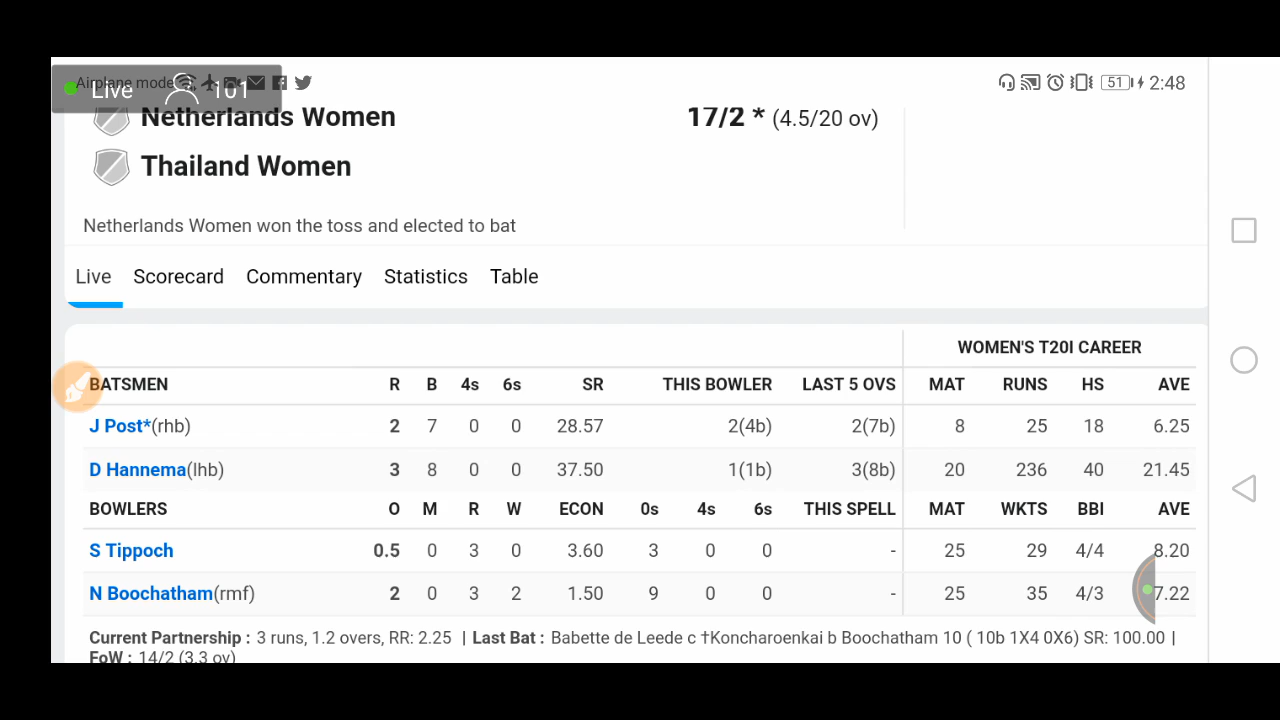 Airplane mode
Live 101
51 2:48
Netherlands Women 17/2 * (4.5/20 ov)
Thailand Women
Netherlands Women won the toss and elected to bat
Live Scorecard Commentary Statistics Table
WOMEN'S T20I CAREER
BATSMEN R B 4s 6s SR THIS BOWLER LAST 5 OVS MAT RUNS HS AVE
J Post*(rhb) 2 7 0 0 28.57 2(4b) 2(7b) 8 25 18 6.25
D Hannema(lhb) 3 8 0 0 37.50 1(1b) 3(8b) 20 236 40 21.45
BOWLERS O M R W ECON 0s 4s 6s THIS SPELL MAT WKTS BBI AVE
S Tippoch 0.5 0 3 0 3.60 3 0 0 - 25 29 4/4 8.20
N Boochatham(rmf) 2 0 3 2 1.50 9 0 0 - 25 35 4/3 7.22
Current Partnership : 3 runs, 1.2 overs, RR: 2.25 | Last Bat : Babette de Leede c †Koncharoenkai b Boochatham 10 ( 10b 1X4 0X6) SR: 100.00 |
FoW : 14/2 (3.3 ov)